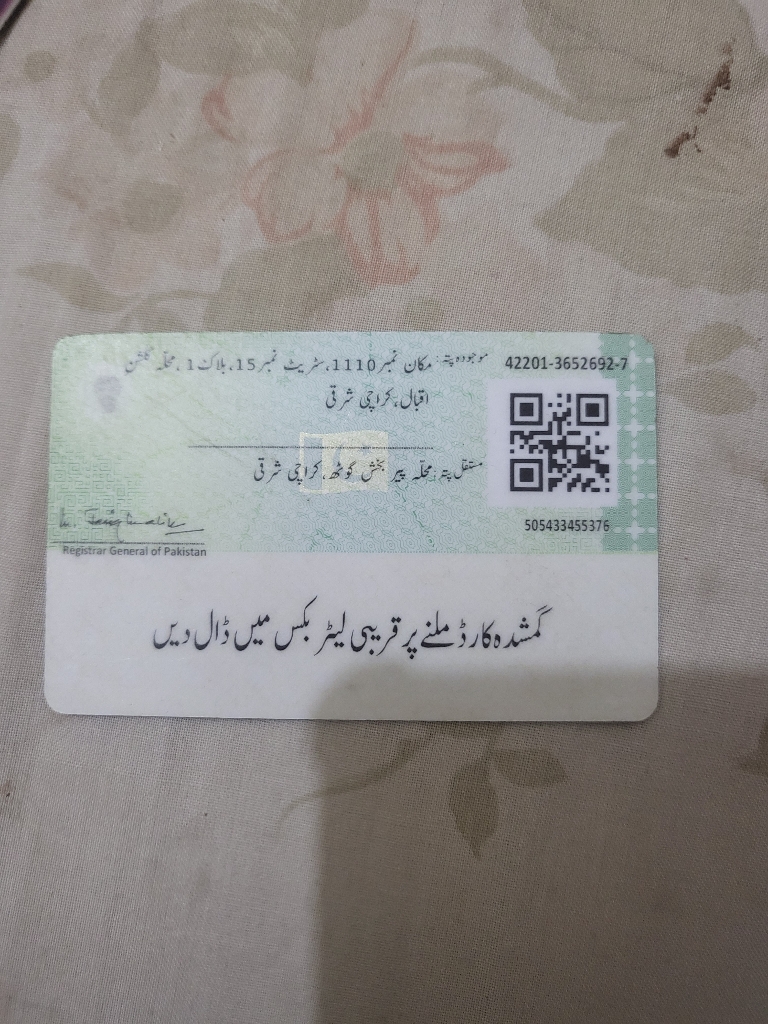 42201-3652692-7
موجودہ پتہ: مکان نمبر 1110، سٹریٹ نمبر 15، بلاک 1، محلہ گلشن
اقبال، کراچی شرقی
مستقل پتہ: محلّہ پیر بخش گوٹھ، کراچی شرقی
505433455376
Registrar General of Pakistan
گمشدہ کارڈ ملنے پر قریبی لیٹر بکس میں ڈال دیں